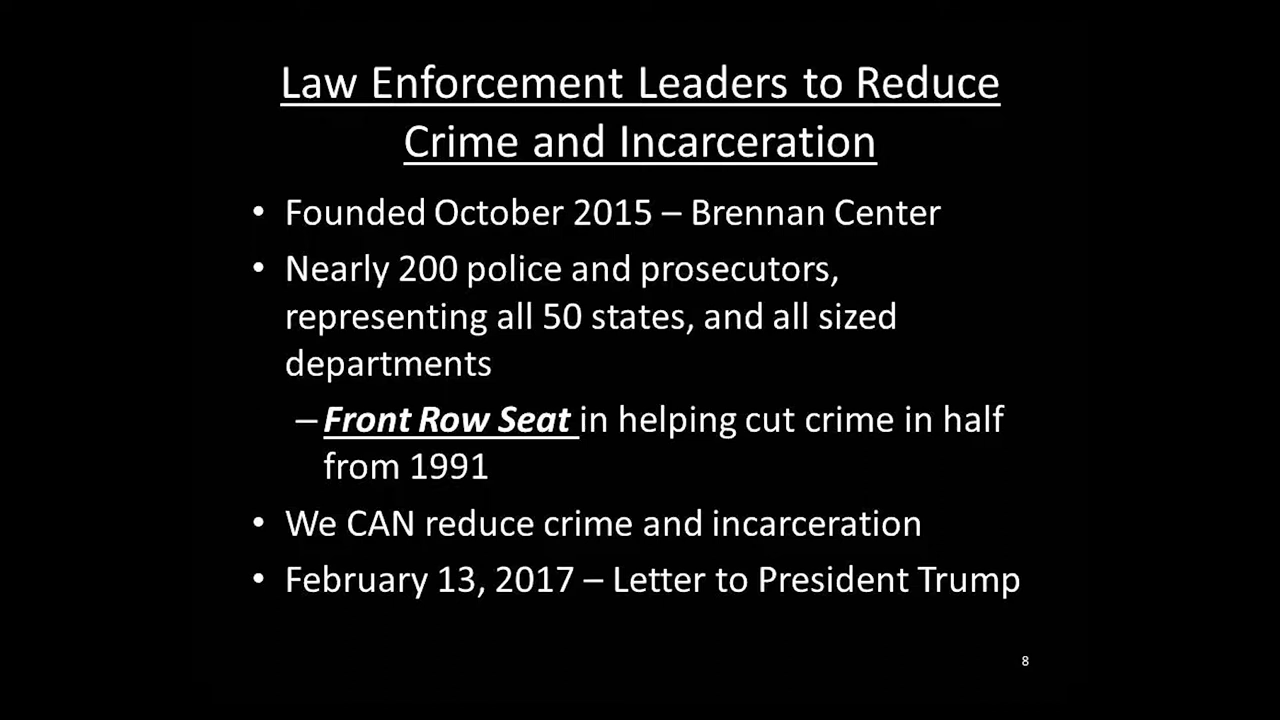 Law Enforcement Leaders to Reduce
Crime and Incarceration
• Founded October 2015 – Brennan Center
• Nearly 200 police and prosecutors,
representing all 50 states, and all sized
departments
– Front Row Seat in helping cut crime in half
from 1991
• We CAN reduce crime and incarceration
• February 13, 2017 – Letter to President Trump
8